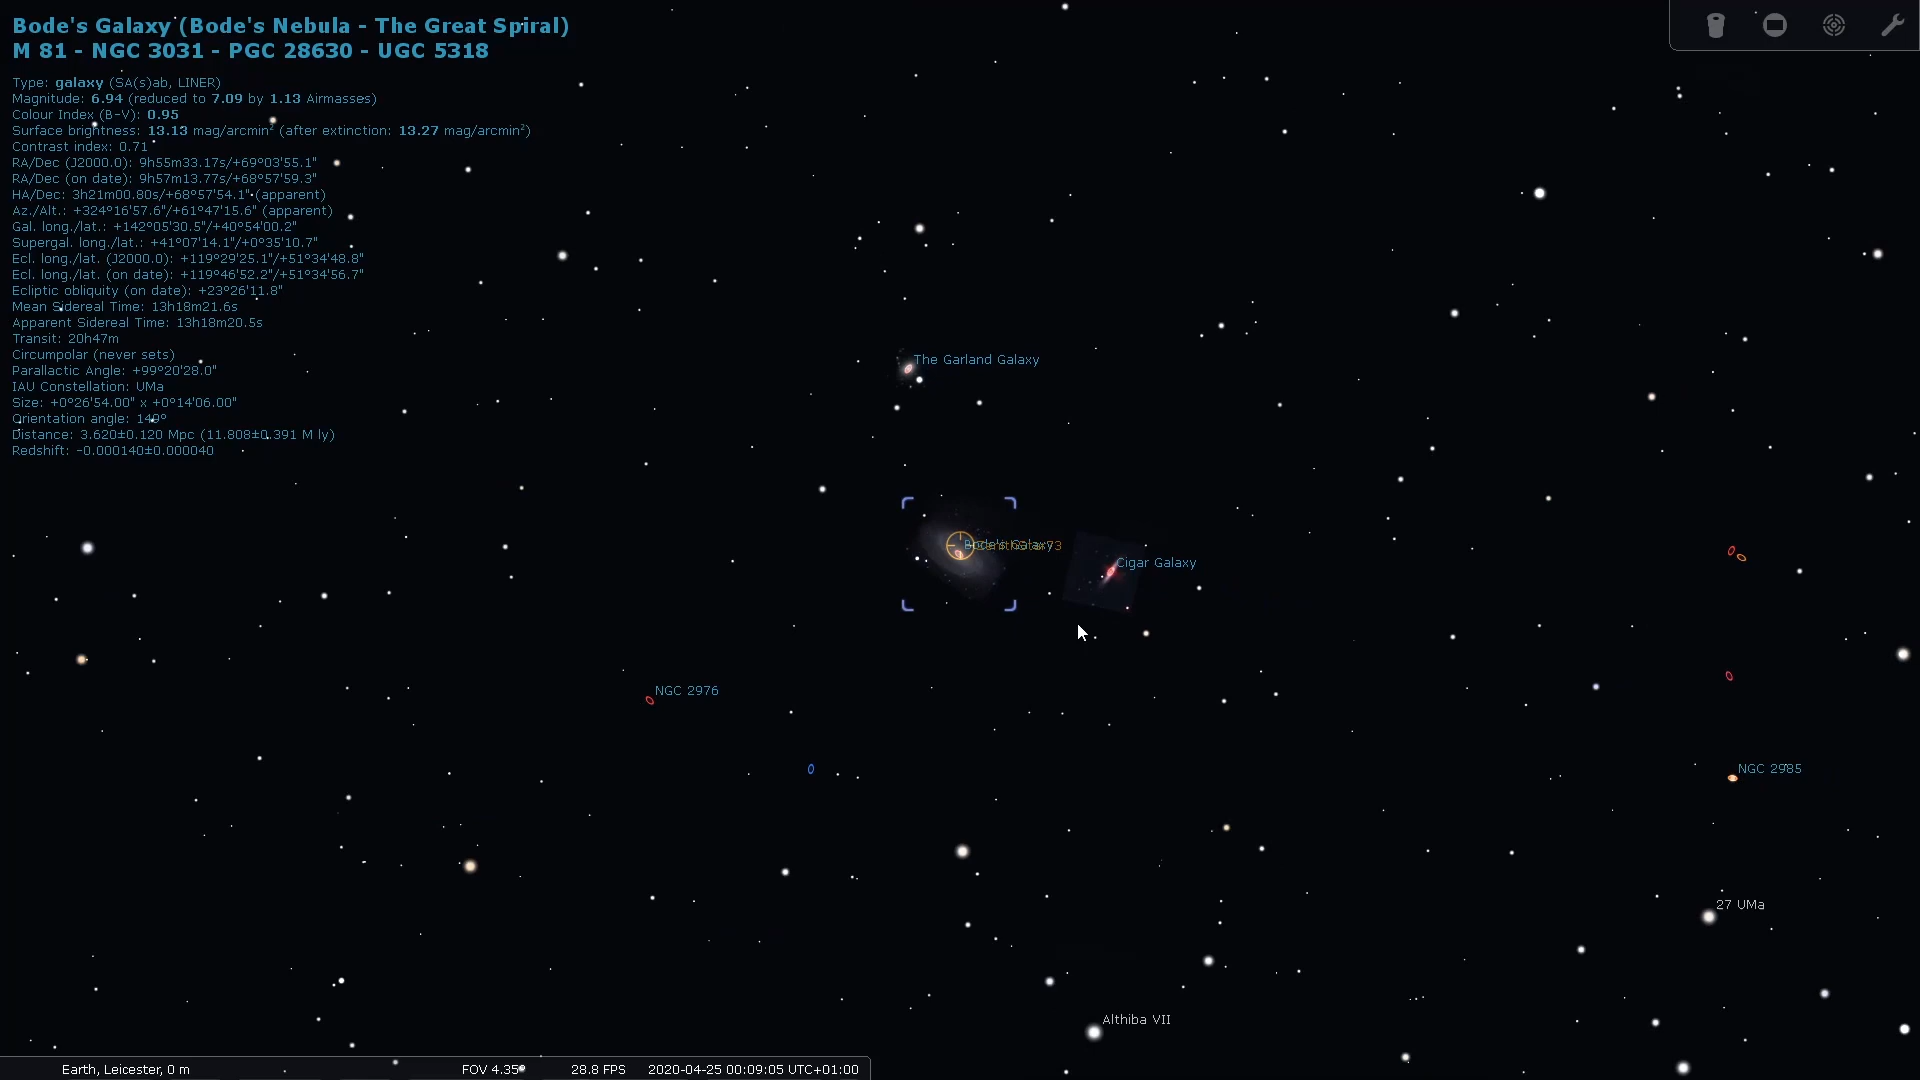 Bode's Galaxy (Bode's Nebula - The Great Spiral)
M 81 - NGC 3031 - PGC 28630 - UGC 5318
Type: galaxy (SA(s)ab, LINER)
Magnitude: 6.94 (reduced to 7.09 by 1.13 Airmasses)
Colour Index (B-V): 0.95
Surface brightness: 13.13 mag/arcmin² (after extinction: 13.27 mag/arcmin²)
Contrast index: 0.71
RA/Dec (J2000.0): 9h55m33.17s/+69°03'55.1"
RA/Dec (on date): 9h57m13.77s/+68°57'59.3"
HA/Dec: 3h21m00.80s/+68°57'54.1" (apparent)
Az./Alt.: +324°16'57.6"/+61°47'15.6" (apparent)
Gal. long./lat.: +142°05'30.5"/+40°54'00.2"
Supergal. long./lat.: +41°07'14.1"/+0°35'10.7"
Ecl. long./lat. (J2000.0): +119°29'25.1"/+51°34'48.8"
Ecl. long./lat. (on date): +119°46'52.2"/+51°34'56.7"
Ecliptic obliquity (on date): +23°26'11.8"
Mean Sidereal Time: 13h18m21.6s
Apparent Sidereal Time: 13h18m20.5s
Transit: 20h47m
Circumpolar (never sets)
Parallactic Angle: +99°20'28.0"
IAU Constellation: UMa
Size: +0°26'54.00" x +0°14'06.00"
Orientation angle: 149°
Distance: 3.620±0.120 Mpc (11.808±0.391 M ly)
Redshift: -0.000140±0.000040
The Garland Galaxy
Bode's Galaxy
Cigar Galaxy
NGC 2976
NGC 2985
27 UMa
Althiba VII
Earth, Leicester, 0 m
FOV 4.35°
28.8 FPS
2020-04-25 00:09:05 UTC+01:00